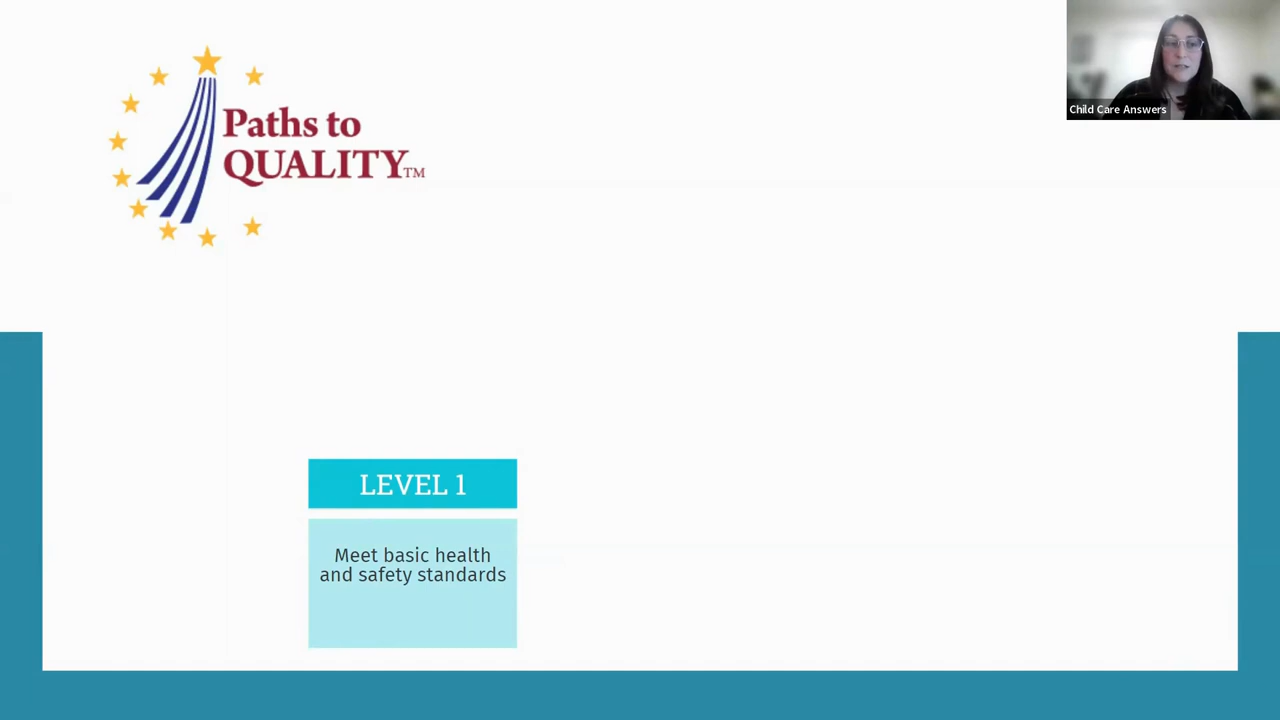 Paths to
QUALITY™
Child Care Answers
LEVEL 1
Meet basic health
and safety standards